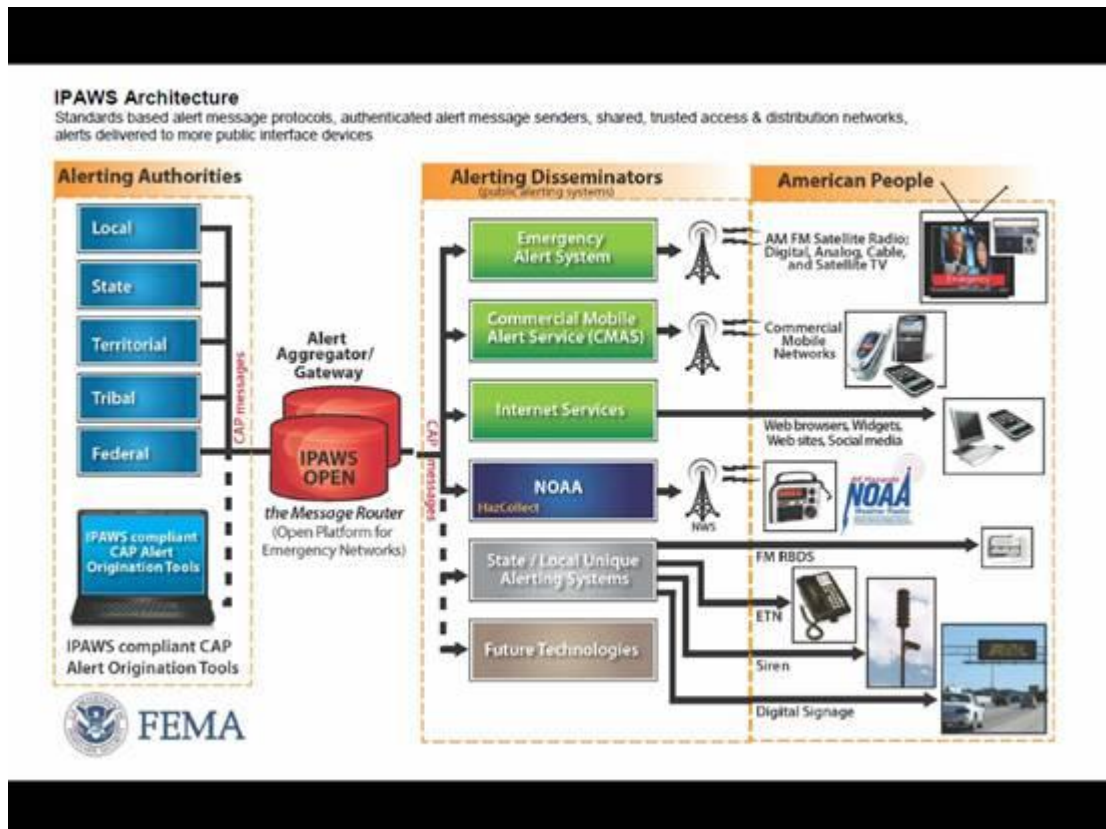 IPAWS Architecture
Standards based alert message protocols, authenticated alert message senders, shared, trusted access & distribution networks,
alerts delivered to more public interface devices
Alerting Authorities
Local
State
Territorial
Tribal
Federal
CAP messages
IPAWS compliant
CAP Alert
Origination Tools
IPAWS compliant CAP
Alert Origination Tools
FEMA
Alert
Aggregator/
Gateway
IPAWS
OPEN
the Message Router
(Open Platform for
Emergency Networks)
CAP messages
Alerting Disseminators
(public alerting systems)
Emergency
Alert System
Commercial Mobile
Alert Service (CMAS)
Internet Services
NOAA
HazCollect
NWS
State / Local Unique
Alerting Systems
Future Technologies
American People
AM FM Satellite Radio;
Digital, Analog, Cable,
and Satellite TV
Emergency
Commercial
Mobile
Networks
Web browsers, Widgets,
Web sites, Social media
All Hazards
NOAA
Weather Radio
FM RBDS
ETN
Siren
Digital Signage